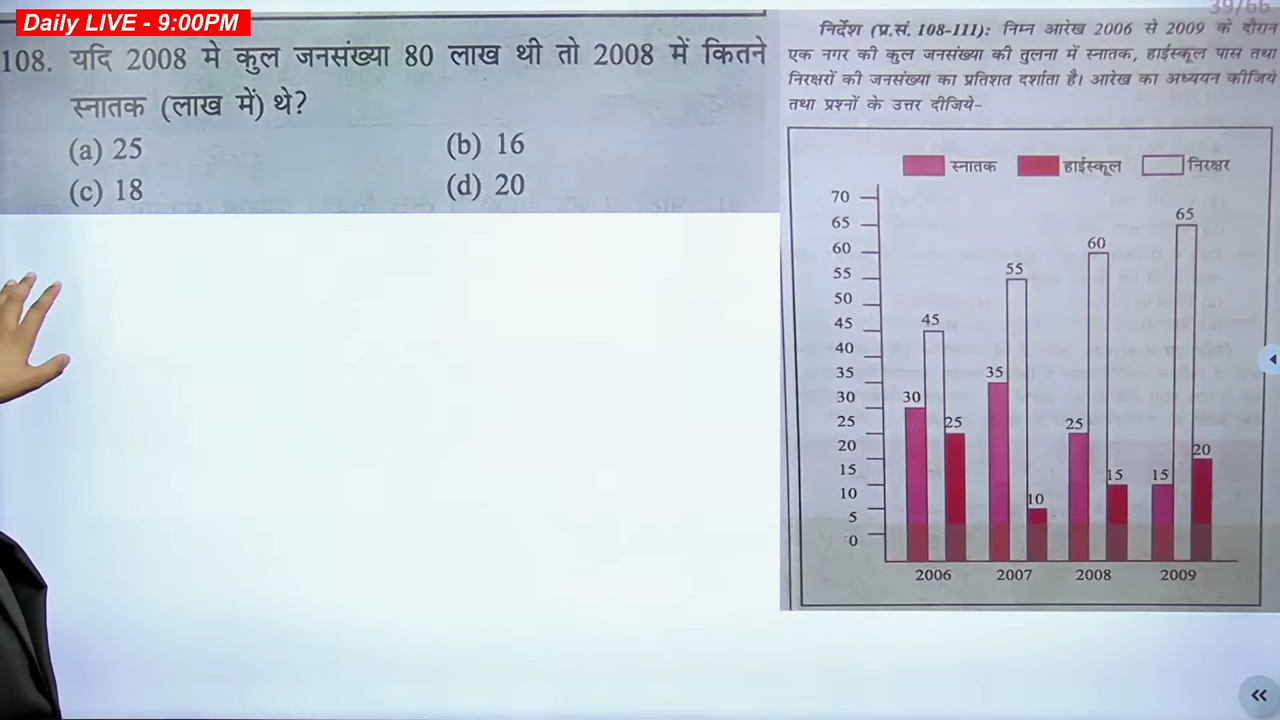 Daily LIVE - 9:00PM
39/66
108. यदि 2008 मे कुल जनसंख्या 80 लाख थी तो 2008 में कितने
स्नातक (लाख में) थे?
(a) 25
(b) 16
(c) 18
(d) 20
निर्देश (प्र.सं. 108-111): निम्न आरेख 2006 से 2009 के दौरान
एक नगर की कुल जनसंख्या की तुलना में स्नातक, हाईस्कूल पास तथा
निरक्षरों की जनसंख्या का प्रतिशत दर्शाता है। आरेख का अध्ययन कीजिये
तथा प्रश्नों के उत्तर दीजिये–
स्नातक हाईस्कूल निरक्षर
70
65
60
55
50
45
40
35
30
25
20
15
10
5
0
30
45
25
35
55
10
25
60
15
15
65
20
2006 2007 2008 2009
«